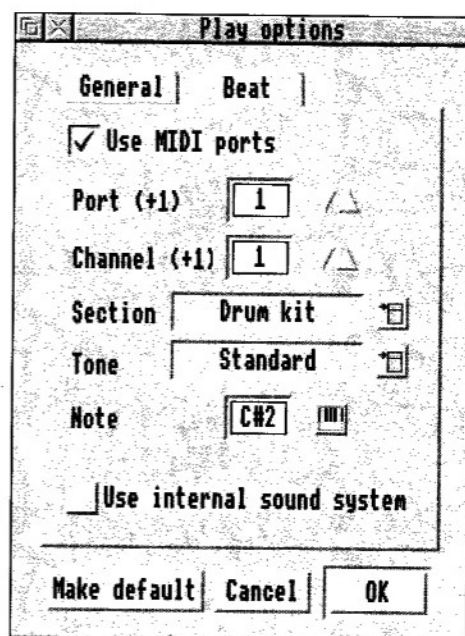 Play options
General Beat
Use MIDI ports
Port (+1) 1
Channel (+1) 1
Section Drum kit
Tone Standard
Note C#2
Use internal sound system
Make default Cancel OK